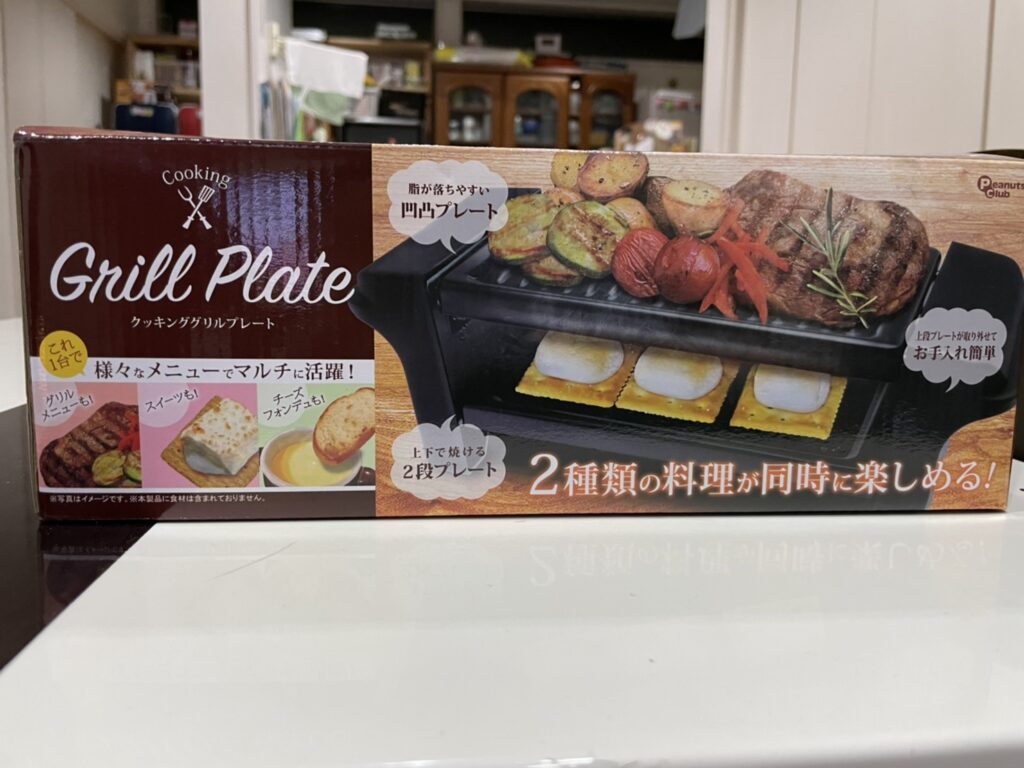 Cooking
Grill Plate
クッキンググリルプレート
これ
1台で
様々なメニューでマルチに活躍!
グリル
メニューも!
スイーツも!
チーズ
フォンデュも!
※写真はイメージです。※本製品に食材は含まれておりません。
脂が落ちやすい
凹凸プレート
Peanuts
Club
上段プレートが取り外せて
お手入れ簡単
上下で焼ける
2段プレート
2種類の料理が同時に楽しめる!